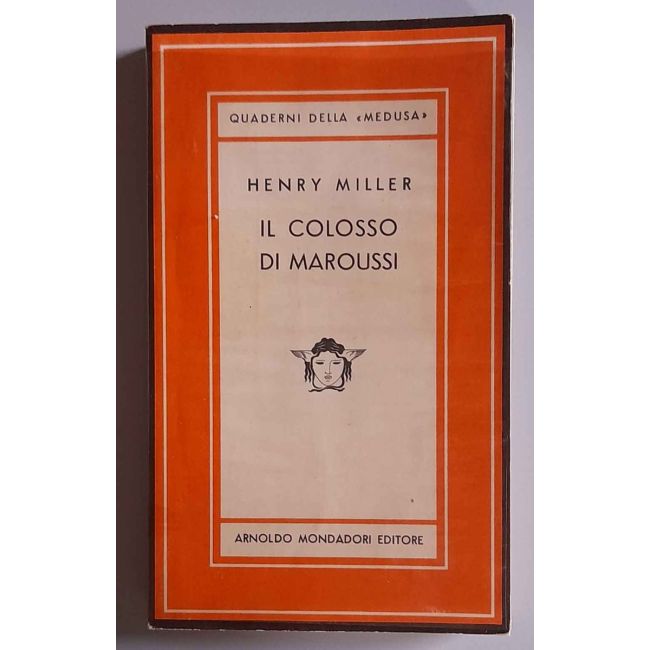 QUADERNI DELLA «MEDUSA»
HENRY MILLER
IL COLOSSO
DI MAROUSSI
ARNOLDO MONDADORI EDITORE